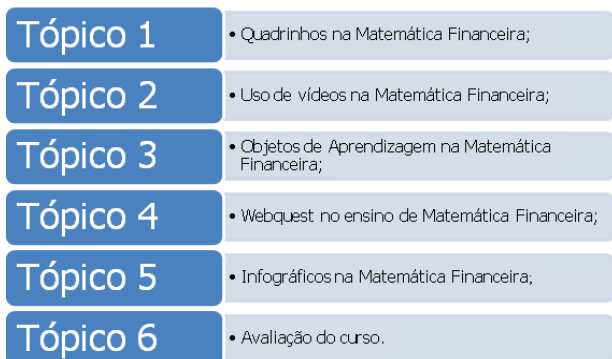 Tópico 1
• Quadrinhos na Matemática Financeira;
Tópico 2
• Uso de vídeos na Matemática Financeira;
Tópico 3
• Objetos de Aprendizagem na Matemática
Financeira;
Tópico 4
• Webquest no ensino de Matemática Financeira;
Tópico 5
• Infográficos na Matemática Financeira;
Tópico 6
• Avaliação do curso.